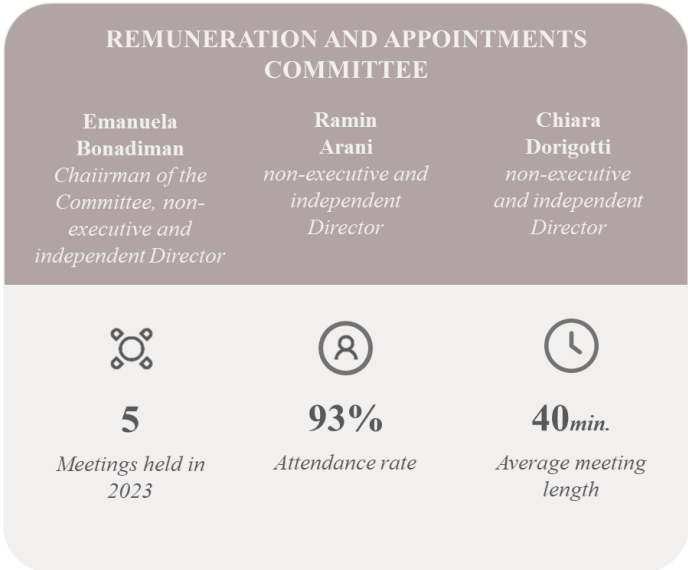 REMUNERATION AND APPOINTMENTS
COMMITTEE
Emanuela
Bonadiman
Chaiirman of the
Committee, non-
executive and
independent Director
Ramin
Arani
non-executive and
independent
Director
Chiara
Dorigotti
non-executive
and independent
Director
5
Meetings held in
2023
93%
Attendance rate
40min.
Average meeting
length